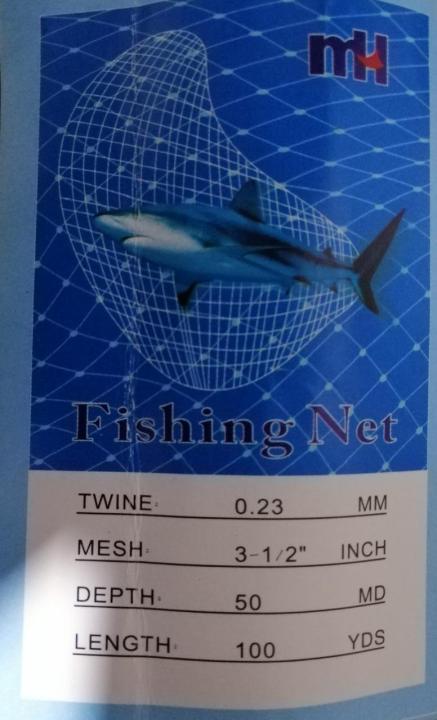 mH
Fishing Net
TWINE: 0.23 MM
MESH: 3-1/2" INCH
DEPTH: 50 MD
LENGTH: 100 YDS